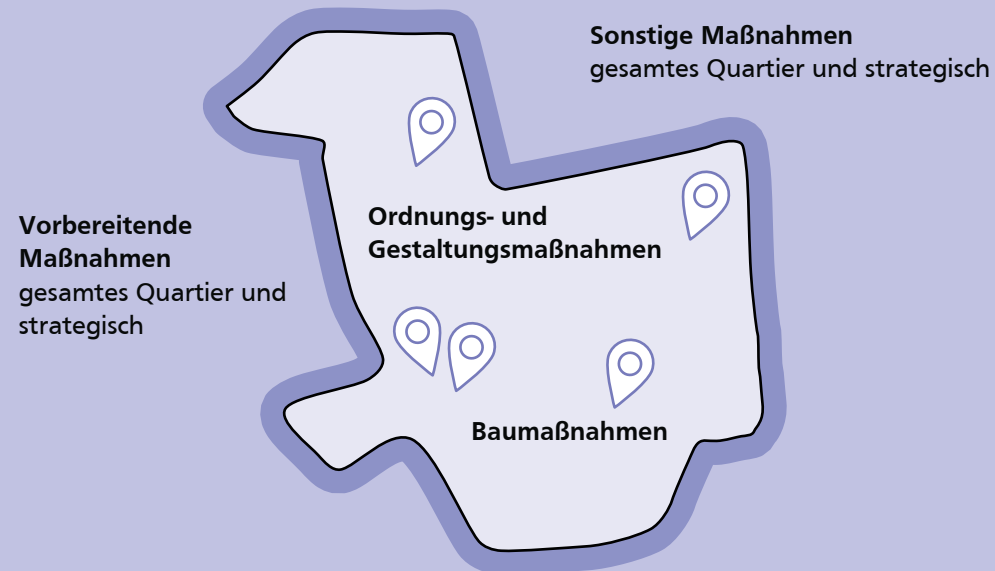 Sonstige Maßnahmen
gesamtes Quartier und strategisch
Vorbereitende
Maßnahmen
gesamtes Quartier und
strategisch
Ordnungs- und
Gestaltungsmaßnahmen
Baumaßnahmen